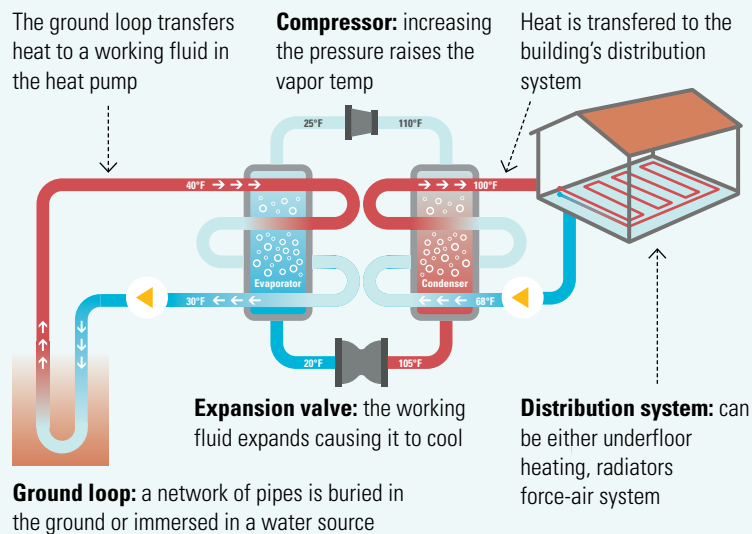 The ground loop transfers
heat to a working fluid in
the heat pump
Compressor: increasing
the pressure raises the
vapor temp
Heat is transfered to the
building's distribution
system
25°F
110°F
40°F
100°F
Evaporator
Condenser
30°F
68°F
20°F
105°F
Expansion valve: the working
fluid expands causing it to cool
Distribution system: can
be either underfloor
heating, radiators
force-air system
Ground loop: a network of pipes is buried in
the ground or immersed in a water source